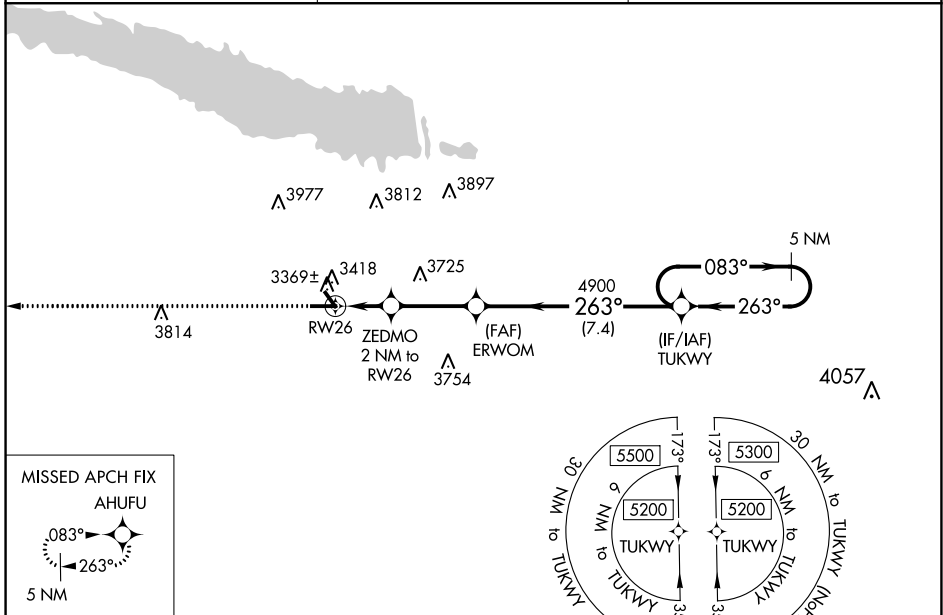 3977
3812
3897
5 NM
3369±
3418
3725
083°
4900
263°
(7.4)
263°
RW26
3814
ZEDMO
2 NM to
RW26
(FAF)
ERWOM
(IF/IAF)
TUKWY
3754
4057
MISSED APCH FIX
AHUFU
083°
263°
5 NM
30 NM to TUKWY
5500
173°
6 NM to TUKWY
5200
TUKWY
173°
5300
30 NM to TUKWY
6 NM to TUKWY
5200
TUKWY